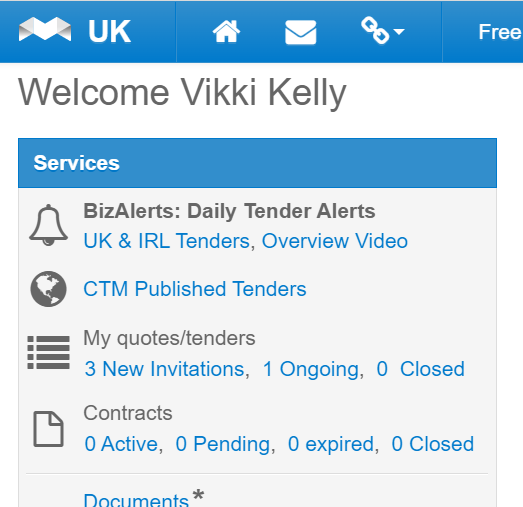 UK
Free
Welcome Vikki Kelly
Services
BizAlerts: Daily Tender Alerts
UK & IRL Tenders, Overview Video
CTM Published Tenders
My quotes/tenders
3 New Invitations, 1 Ongoing, 0 Closed
Contracts
0 Active, 0 Pending, 0 expired, 0 Closed
Documents*